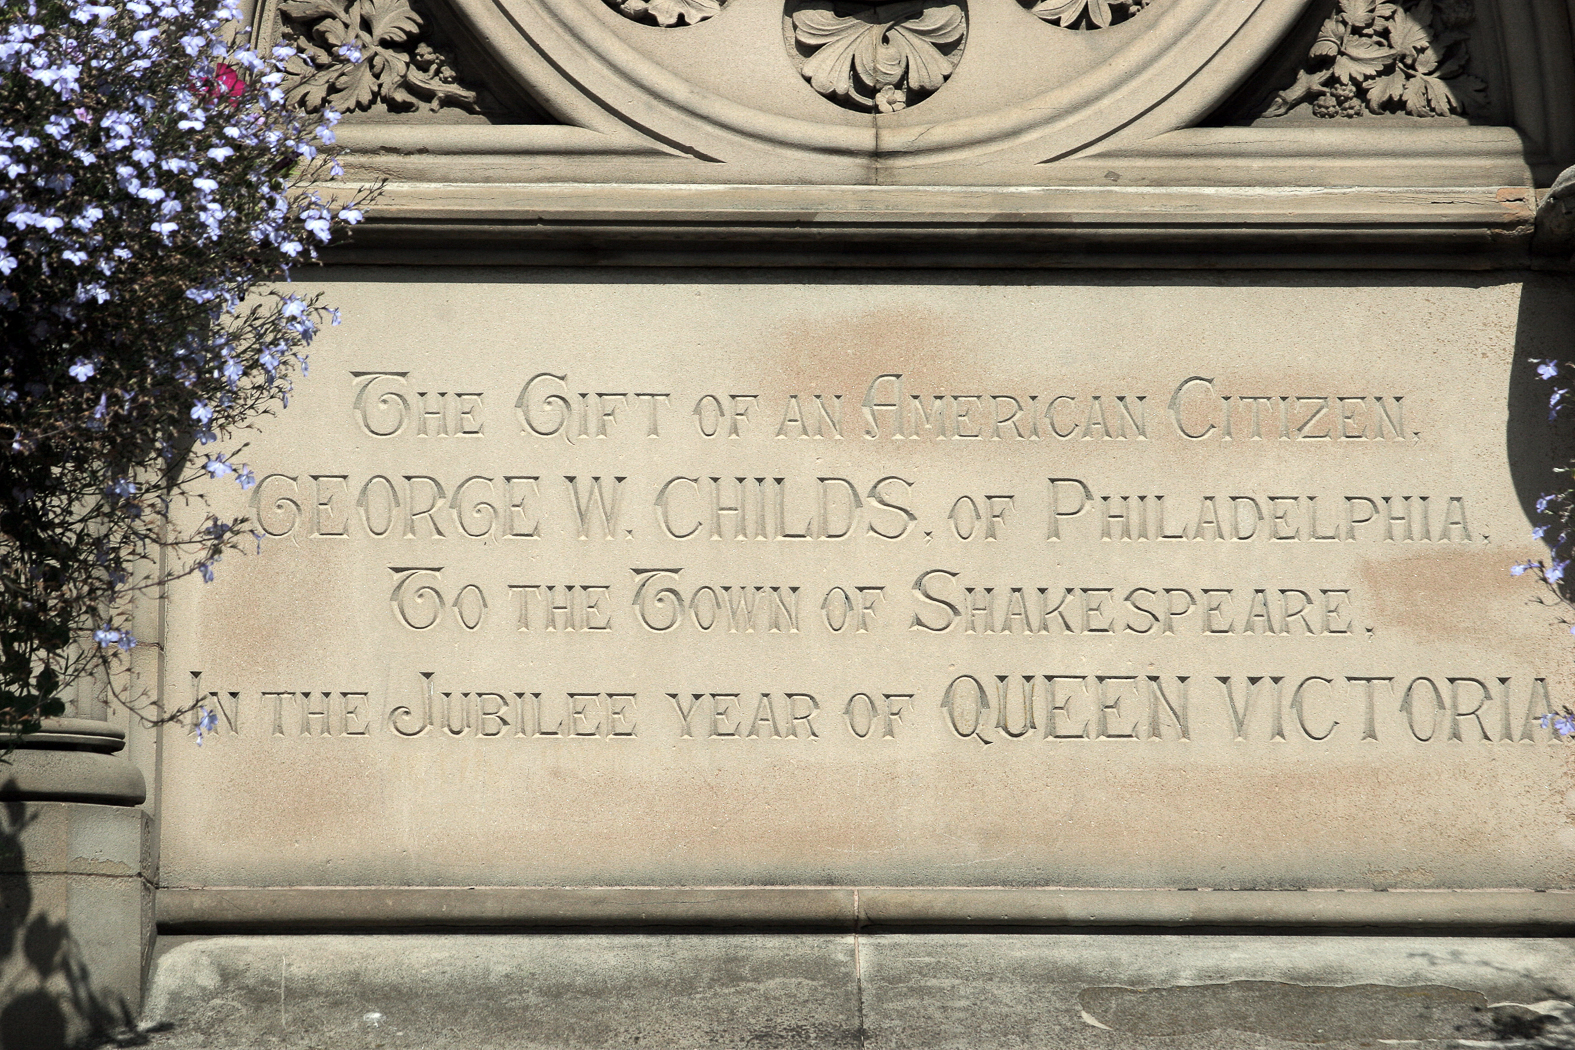 The Gift of an American Citizen,
GEORGE W. CHILDS, of Philadelphia,
To the Town of Shakespeare,
In the Jubilee year of QUEEN VICTORIA